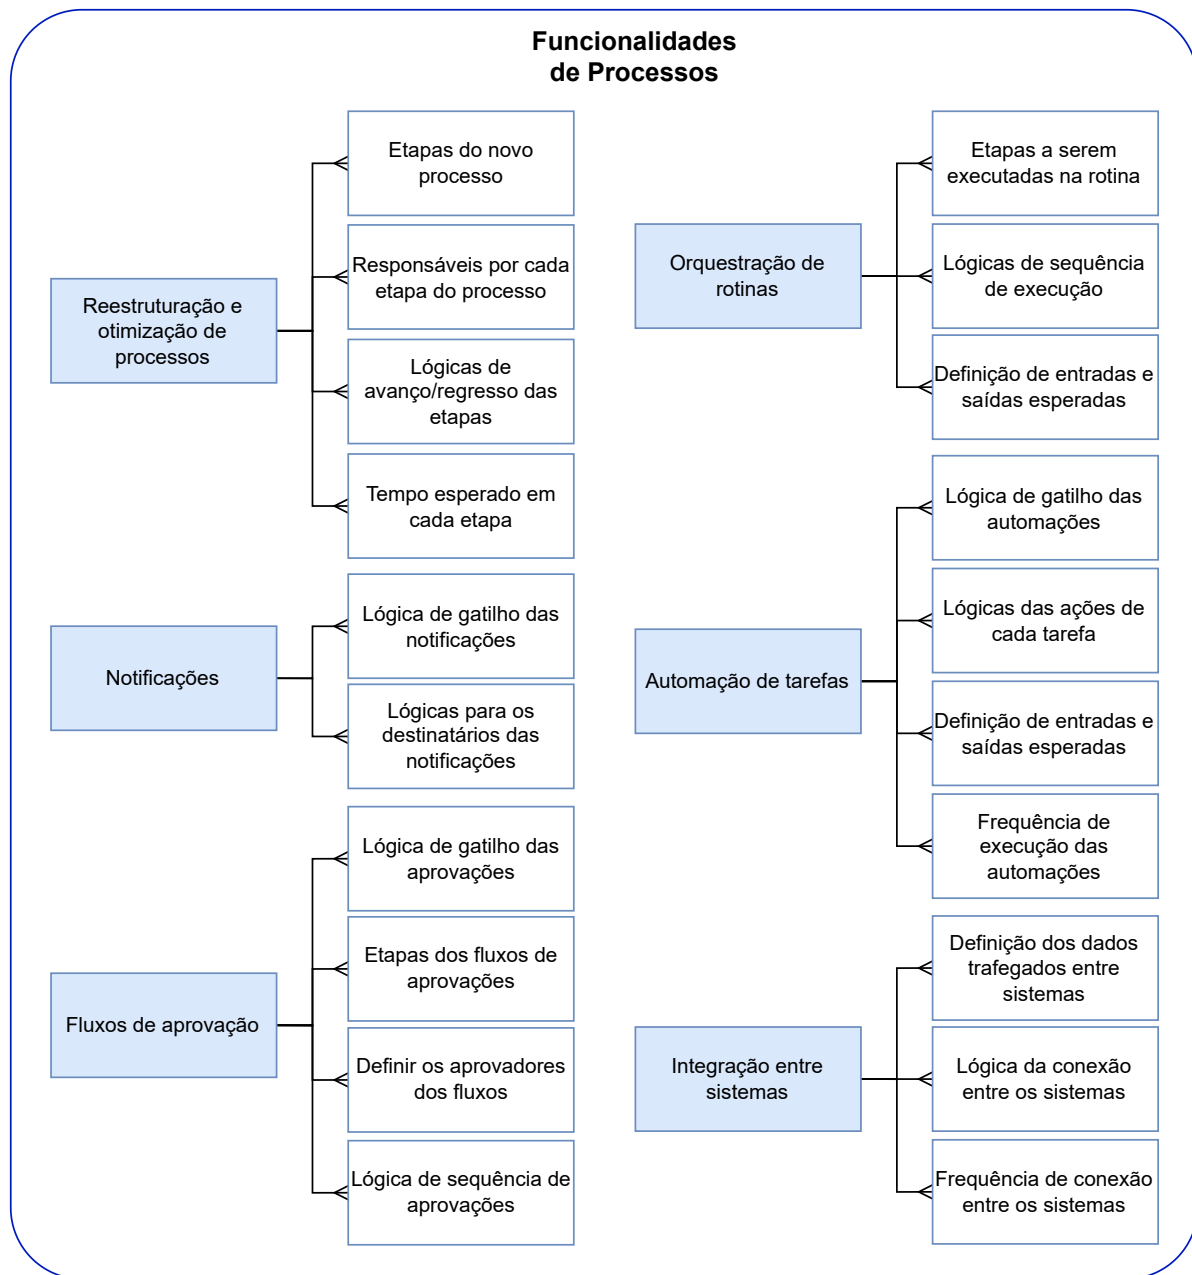 Funcionalidades
de Processos
Reestruturação e
otimização de
processos
Etapas do novo
processo
Responsáveis por cada
etapa do processo
Lógicas de
avanço/regresso das
etapas
Tempo esperado em
cada etapa
Notificações
Lógica de gatilho das
notificações
Lógicas para os
destinatários das
notificações
Fluxos de aprovação
Lógica de gatilho das
aprovações
Etapas dos fluxos de
aprovações
Definir os aprovadores
dos fluxos
Lógica de sequência de
aprovações
Orquestração de
rotinas
Etapas a serem
executadas na rotina
Lógicas de sequência
de execução
Definição de entradas e
saídas esperadas
Automação de tarefas
Lógica de gatilho das
automações
Lógicas das ações de
cada tarefa
Definição de entradas e
saídas esperadas
Frequência de
execução das
automações
Integração entre
sistemas
Definição dos dados
trafegados entre
sistemas
Lógica da conexão
entre os sistemas
Frequência de conexão
entre os sistemas